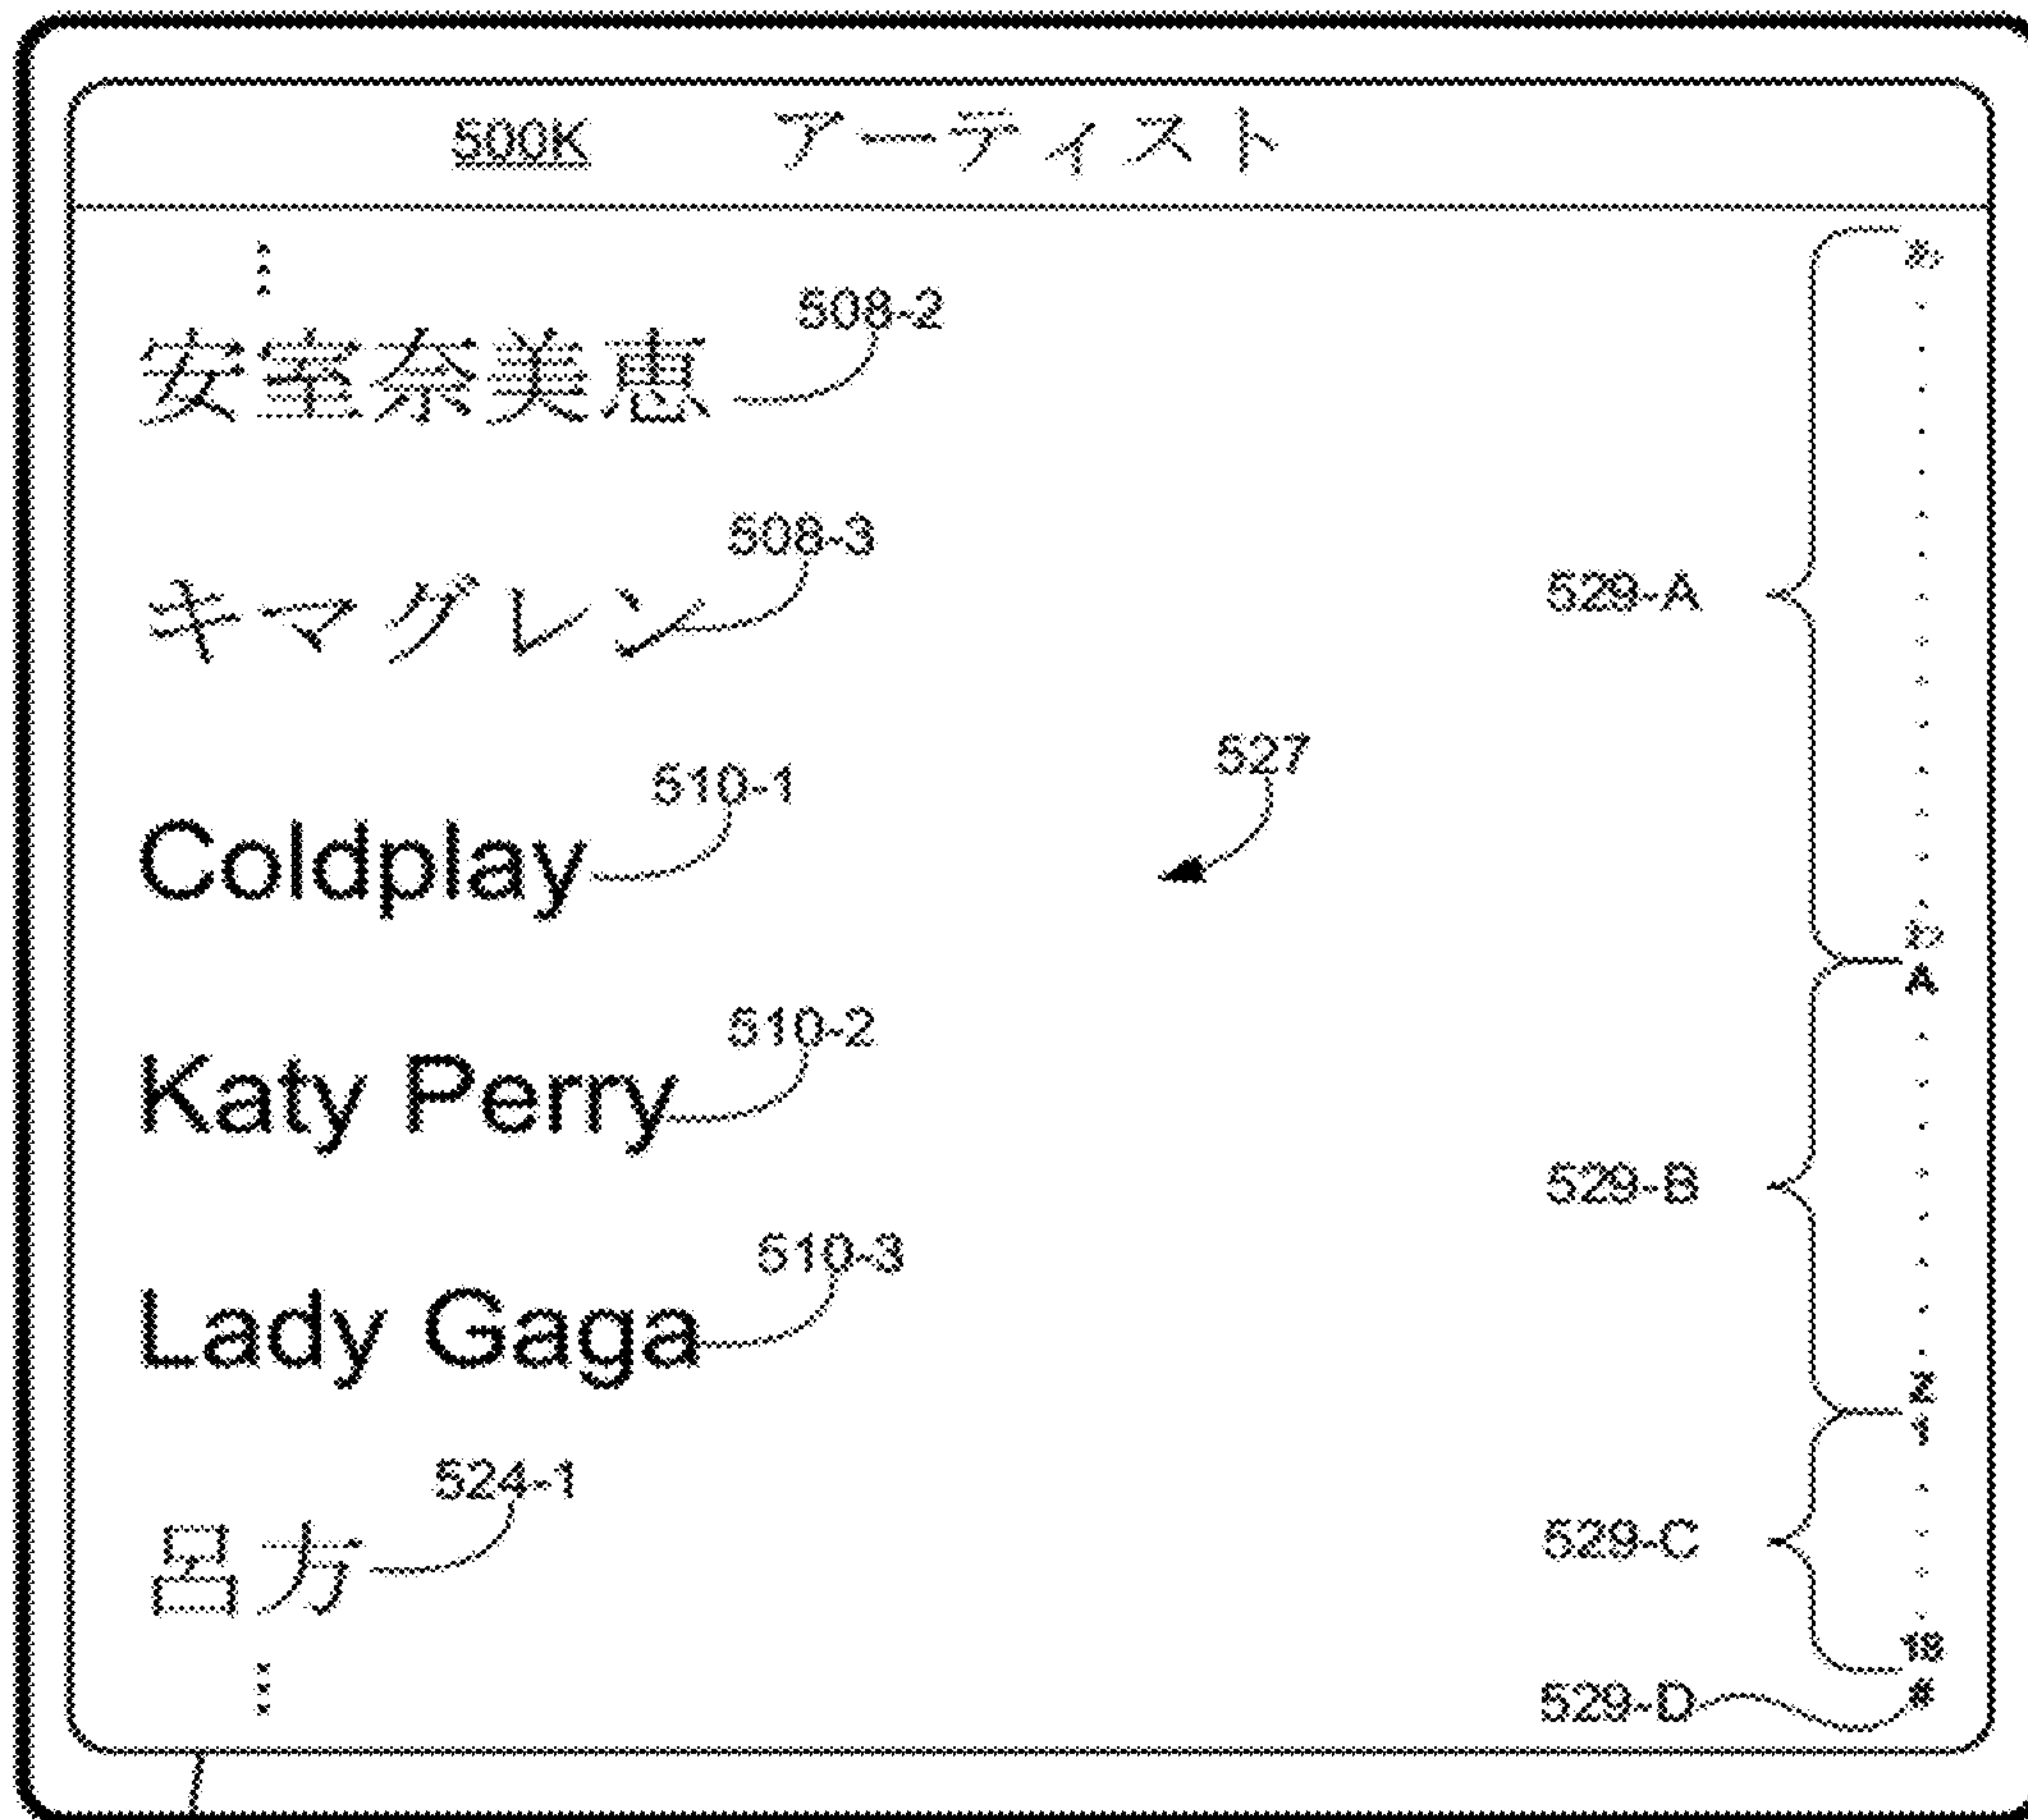 500K アーティスト
508-2
安室奈美恵
508-3
キマグレン
529-A
527
510-1
Coldplay
わ
A
510-2
Katy Perry
529-B
510-3
Lady Gaga
Z
1
524-1
529-C
呂方
19
529-D
#